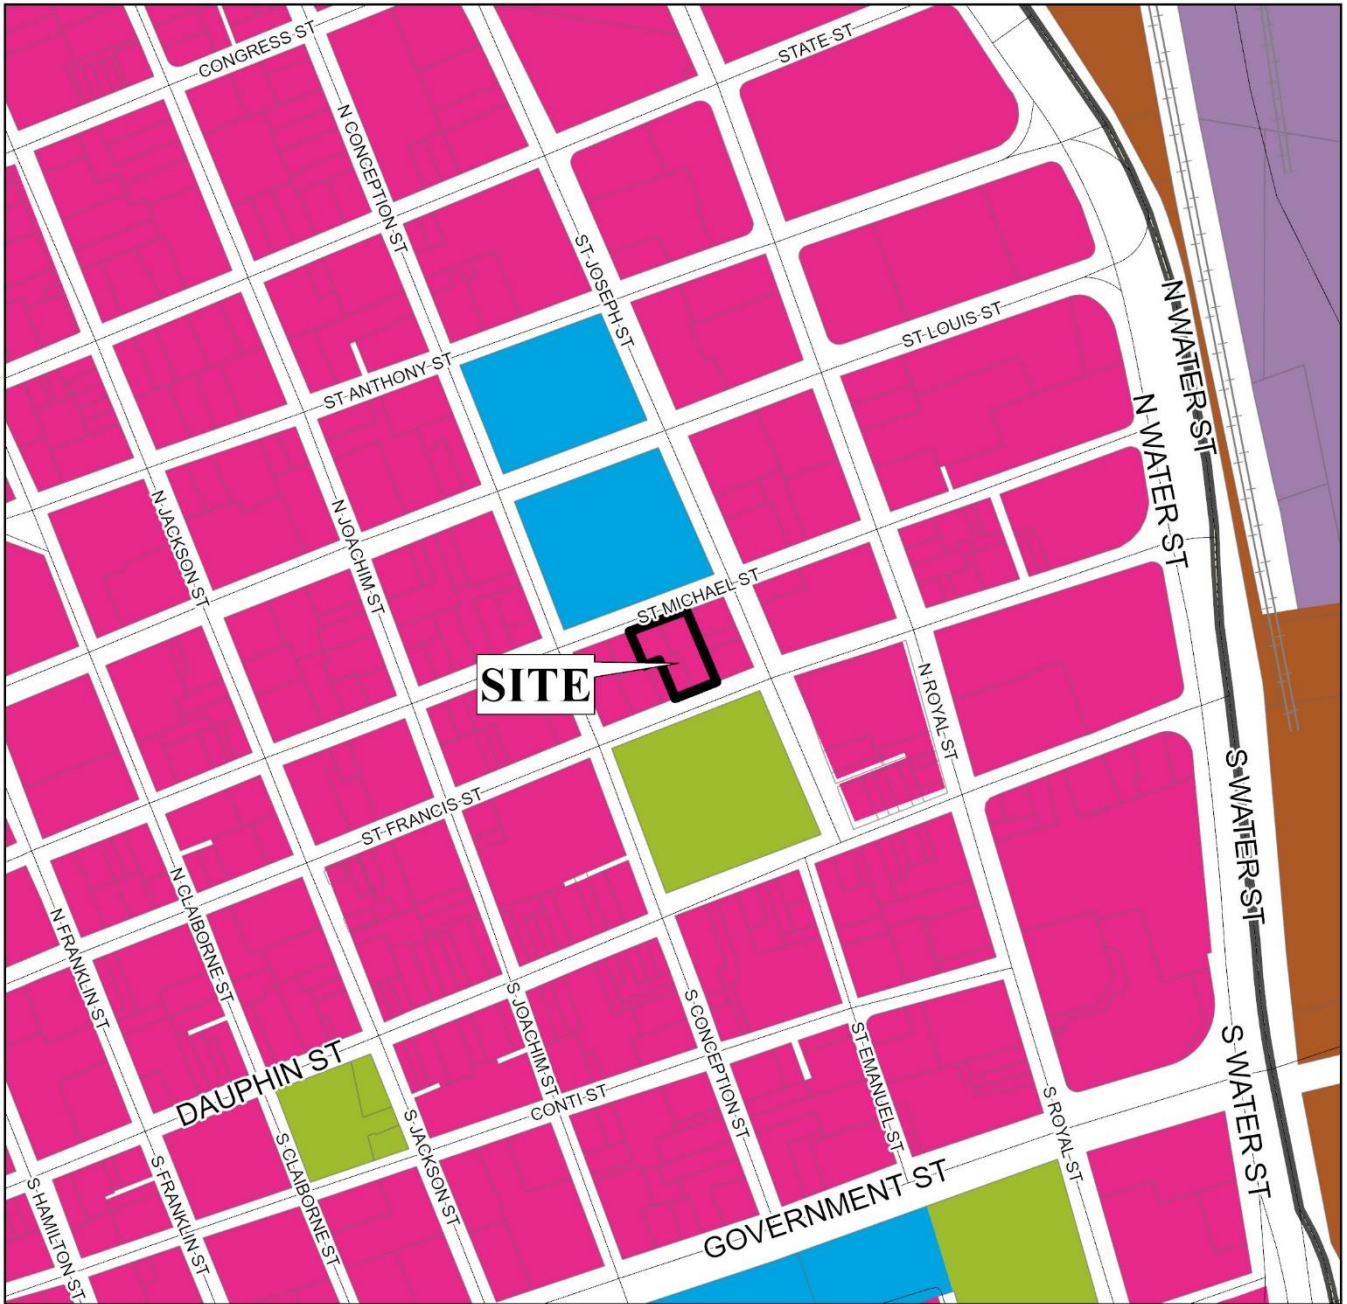 CONGRESS ST
STATE ST
N CONCEPTION ST
ST JOSEPH ST
N WATER ST
ST LOUIS ST
ST ANTHONY ST
N WATER ST
N JACKSON ST
N JOACHIM ST
ST MICHAEL ST
SITE
N ROYAL ST
S WATER ST
ST FRANCIS ST
N CLAIBORNE ST
N FRANKLIN ST
S JOACHIM ST
S CONCEPTION ST
ST EMANUEL ST
S WATER ST
DAUPHIN ST
CONTI ST
S ROYAL ST
S JACKSON ST
S CLAIBORNE ST
S FRANKLIN ST
S HAMILTON ST
GOVERNMENT ST